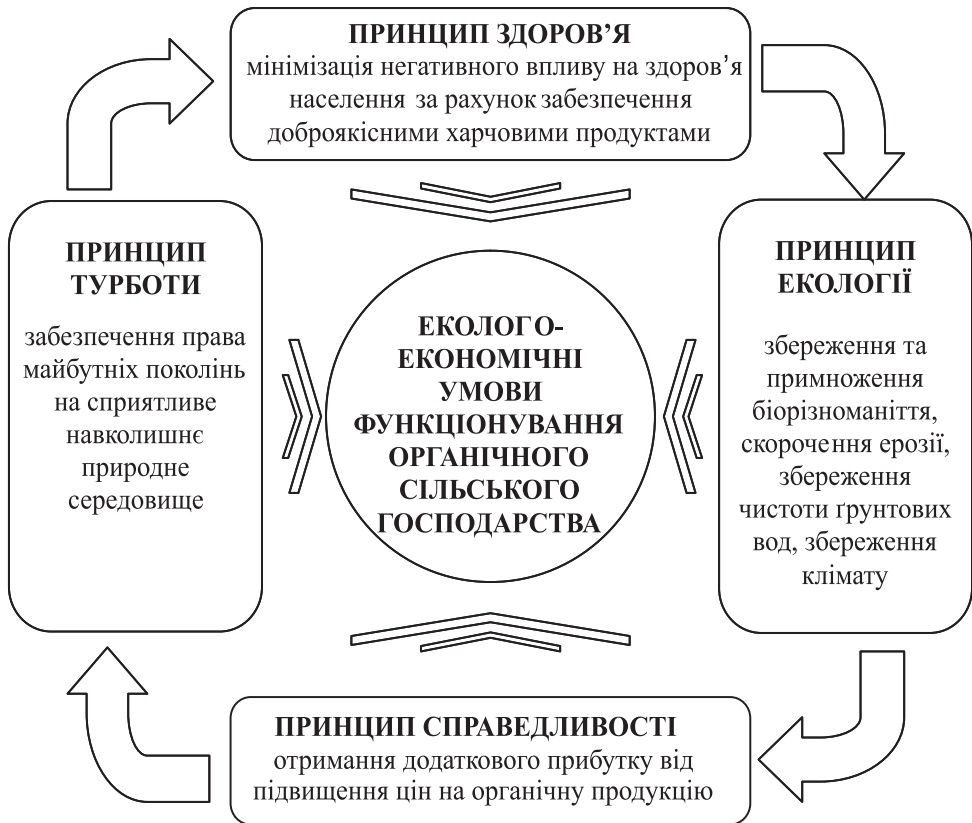 ПРИНЦИП ЗДОРОВ’Я
мінімізація негативного впливу на здоров’я
населення за рахунок забезпечення
доброякісними харчовими продуктами
ПРИНЦИП
ТУРБОТИ
забезпечення права
майбутніх поколінь
на сприятливе
навколишнє
природне
середовище
ЕКОЛОГО-
ЕКОНОМІЧНІ
УМОВИ
ФУНКЦІОНУВАННЯ
ОРГАНІЧНОГО
СІЛЬСЬКОГО
ГОСПОДАРСТВА
ПРИНЦИП
ЕКОЛОГІЇ
збереження та
примноження
біорізноманіття,
скорочення ерозії,
збереження
чистоти ґрунтових
вод, збереження
клімату
ПРИНЦИП СПРАВЕДЛИВОСТІ
отримання додаткового прибутку від
підвищення цін на органічну продукцію